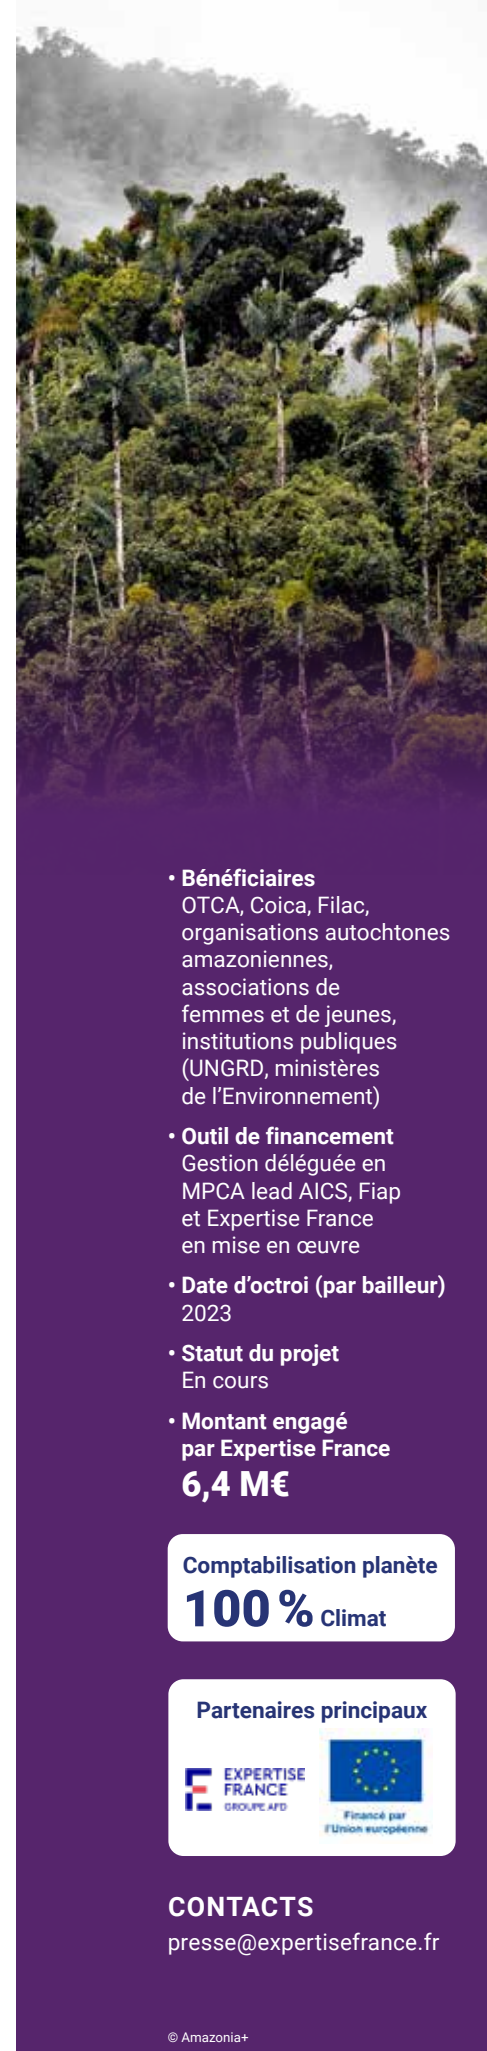 • Bénéficiaires
OTCA, Coica, Filac,
organisations autochtones
amazoniennes,
associations de
femmes et de jeunes,
institutions publiques
(UNGRD, ministères
de l’Environnement)
• Outil de financement
Gestion déléguée en
MPCA lead AICS, Fiap
et Expertise France
en mise en œuvre
• Date d’octroi (par bailleur)
2023
• Statut du projet
En cours
• Montant engagé
par Expertise France
6,4 M€
Comptabilisation planète
100 % Climat
Partenaires principaux
EXPERTISE
FRANCE
GROUPE AFD
Financé par
l'Union européenne
CONTACTS
presse@expertisefrance.fr
© Amazonia+